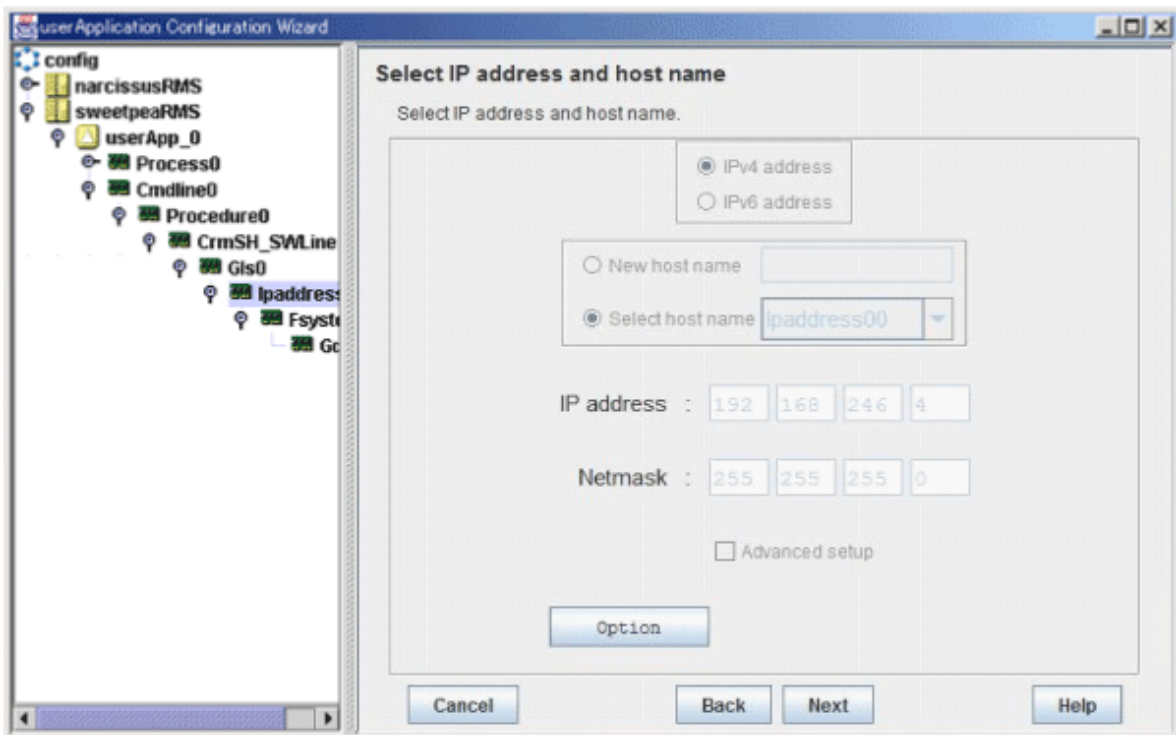 userApplication Configuration Wizard
config
narcissusRMS
sweetpeaRMS
userApp_0
Process0
Cmdline0
Procedure0
CrmSH_SWLine
Gls0
Ipaddress
Fsyste
Gd
Select IP address and host name
Select IP address and host name.
IPv4 address
IPv6 address
New host name
Select host name Ipaddress00
IP address : 192 168 246 4
Netmask : 255 255 255 0
Advanced setup
Option
Cancel Back Next Help